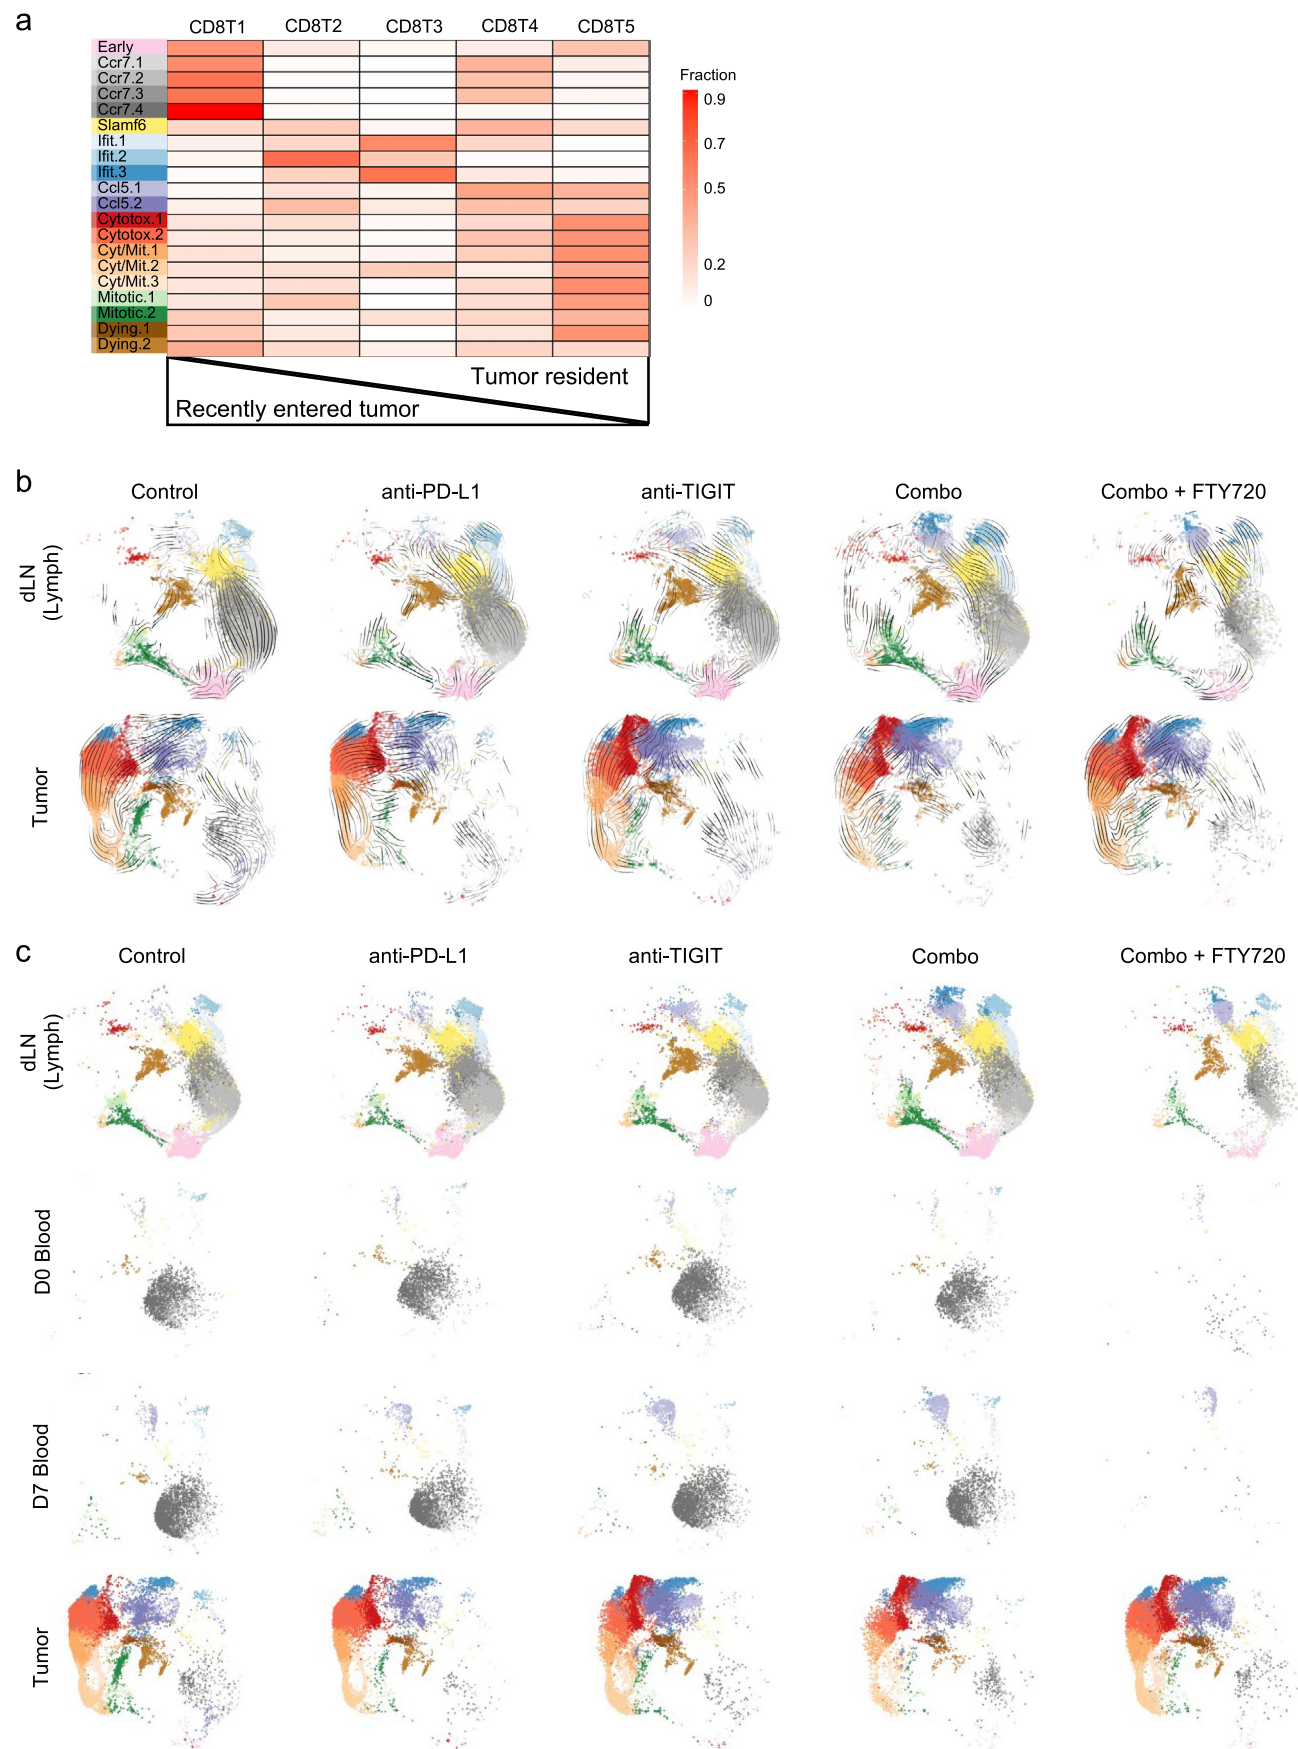 a
CD8T1 CD8T2 CD8T3 CD8T4 CD8T5
Early
Ccr7.1
Ccr7.2
Ccr7.3
Ccr7.4
Slamf6
Ifit.1
Ifit.2
Ifit.3
Ccl5.1
Ccl5.2
Cytotox.1
Cytotox.2
Cyt/Mit.1
Cyt/Mit.2
Cyt/Mit.3
Mitotic.1
Mitotic.2
Dying.1
Dying.2
Fraction
0.9
0.7
0.5
0.2
0
Tumor resident
Recently entered tumor
b
Control anti-PD-L1 anti-TIGIT Combo Combo + FTY720
dLN
(Lymph)
Tumor
c
Control anti-PD-L1 anti-TIGIT Combo Combo + FTY720
dLN
(Lymph)
D0 Blood
D7 Blood
Tumor